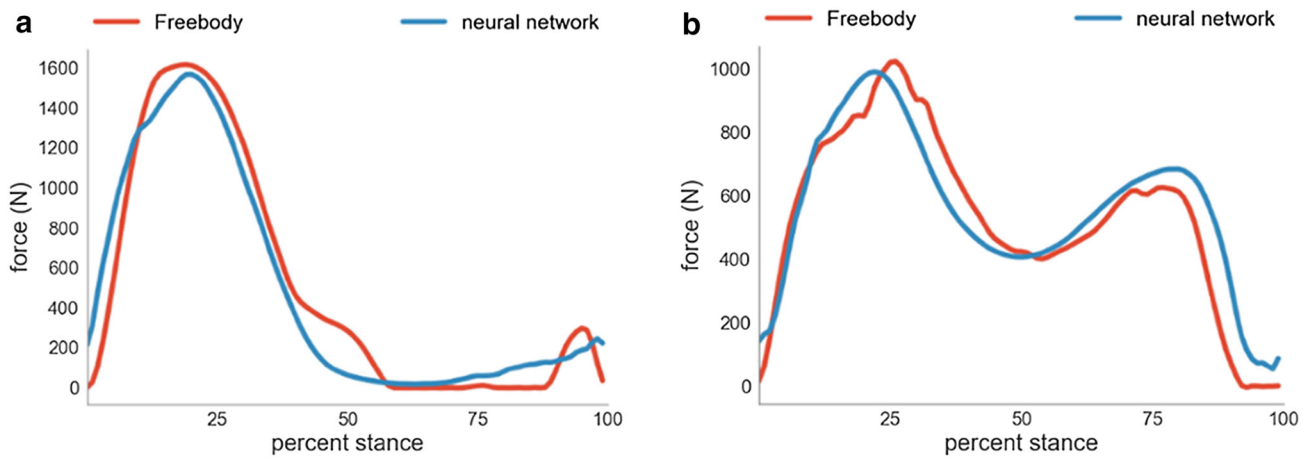 a Freebody neural network
1600
1400
1200
1000
800
600
400
200
0
force (N)
25 50 75 100
percent stance
b Freebody neural network
1000
800
600
400
200
0
force (N)
25 50 75 100
percent stance